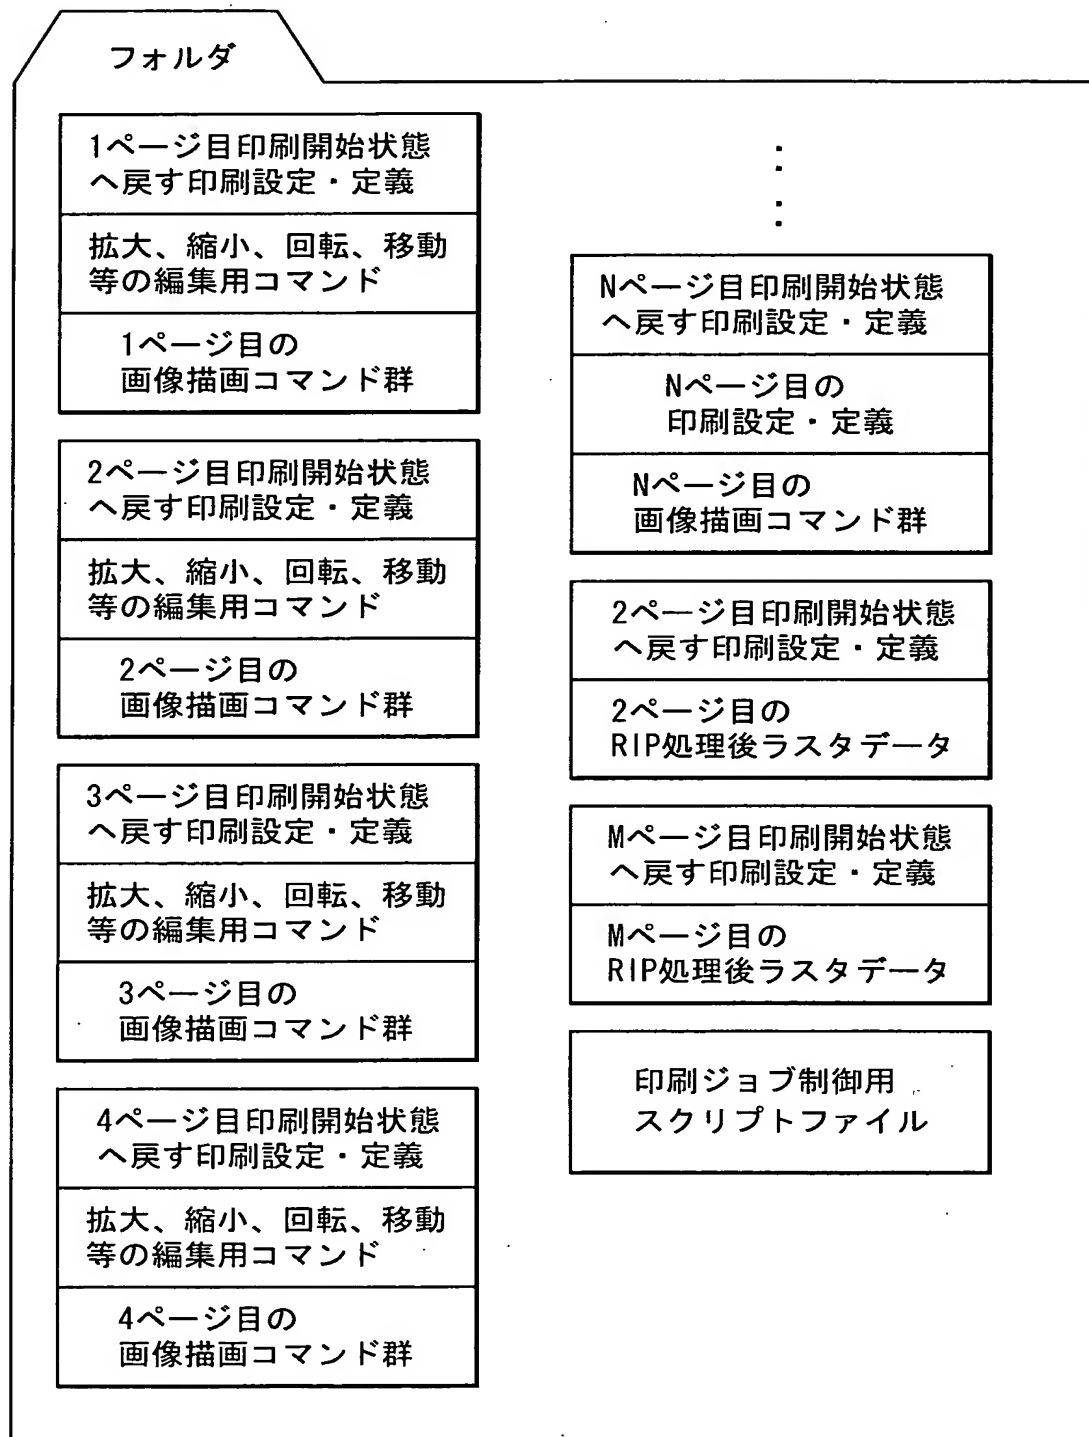 フォルダ
1ページ目印刷開始状態
へ戻す印刷設定・定義
拡大、縮小、回転、移動
等の編集用コマンド
1ページ目の
画像描画コマンド群
2ページ目印刷開始状態
へ戻す印刷設定・定義
拡大、縮小、回転、移動
等の編集用コマンド
2ページ目の
画像描画コマンド群
3ページ目印刷開始状態
へ戻す印刷設定・定義
拡大、縮小、回転、移動
等の編集用コマンド
3ページ目の
画像描画コマンド群
4ページ目印刷開始状態
へ戻す印刷設定・定義
拡大、縮小、回転、移動
等の編集用コマンド
4ページ目の
画像描画コマンド群
Nページ目印刷開始状態
へ戻す印刷設定・定義
Nページ目の
印刷設定・定義
Nページ目の
画像描画コマンド群
2ページ目印刷開始状態
へ戻す印刷設定・定義
2ページ目の
RIP処理後ラスタデータ
Mページ目印刷開始状態
へ戻す印刷設定・定義
Mページ目の
RIP処理後ラスタデータ
印刷ジョブ制御用
スクリプトファイル